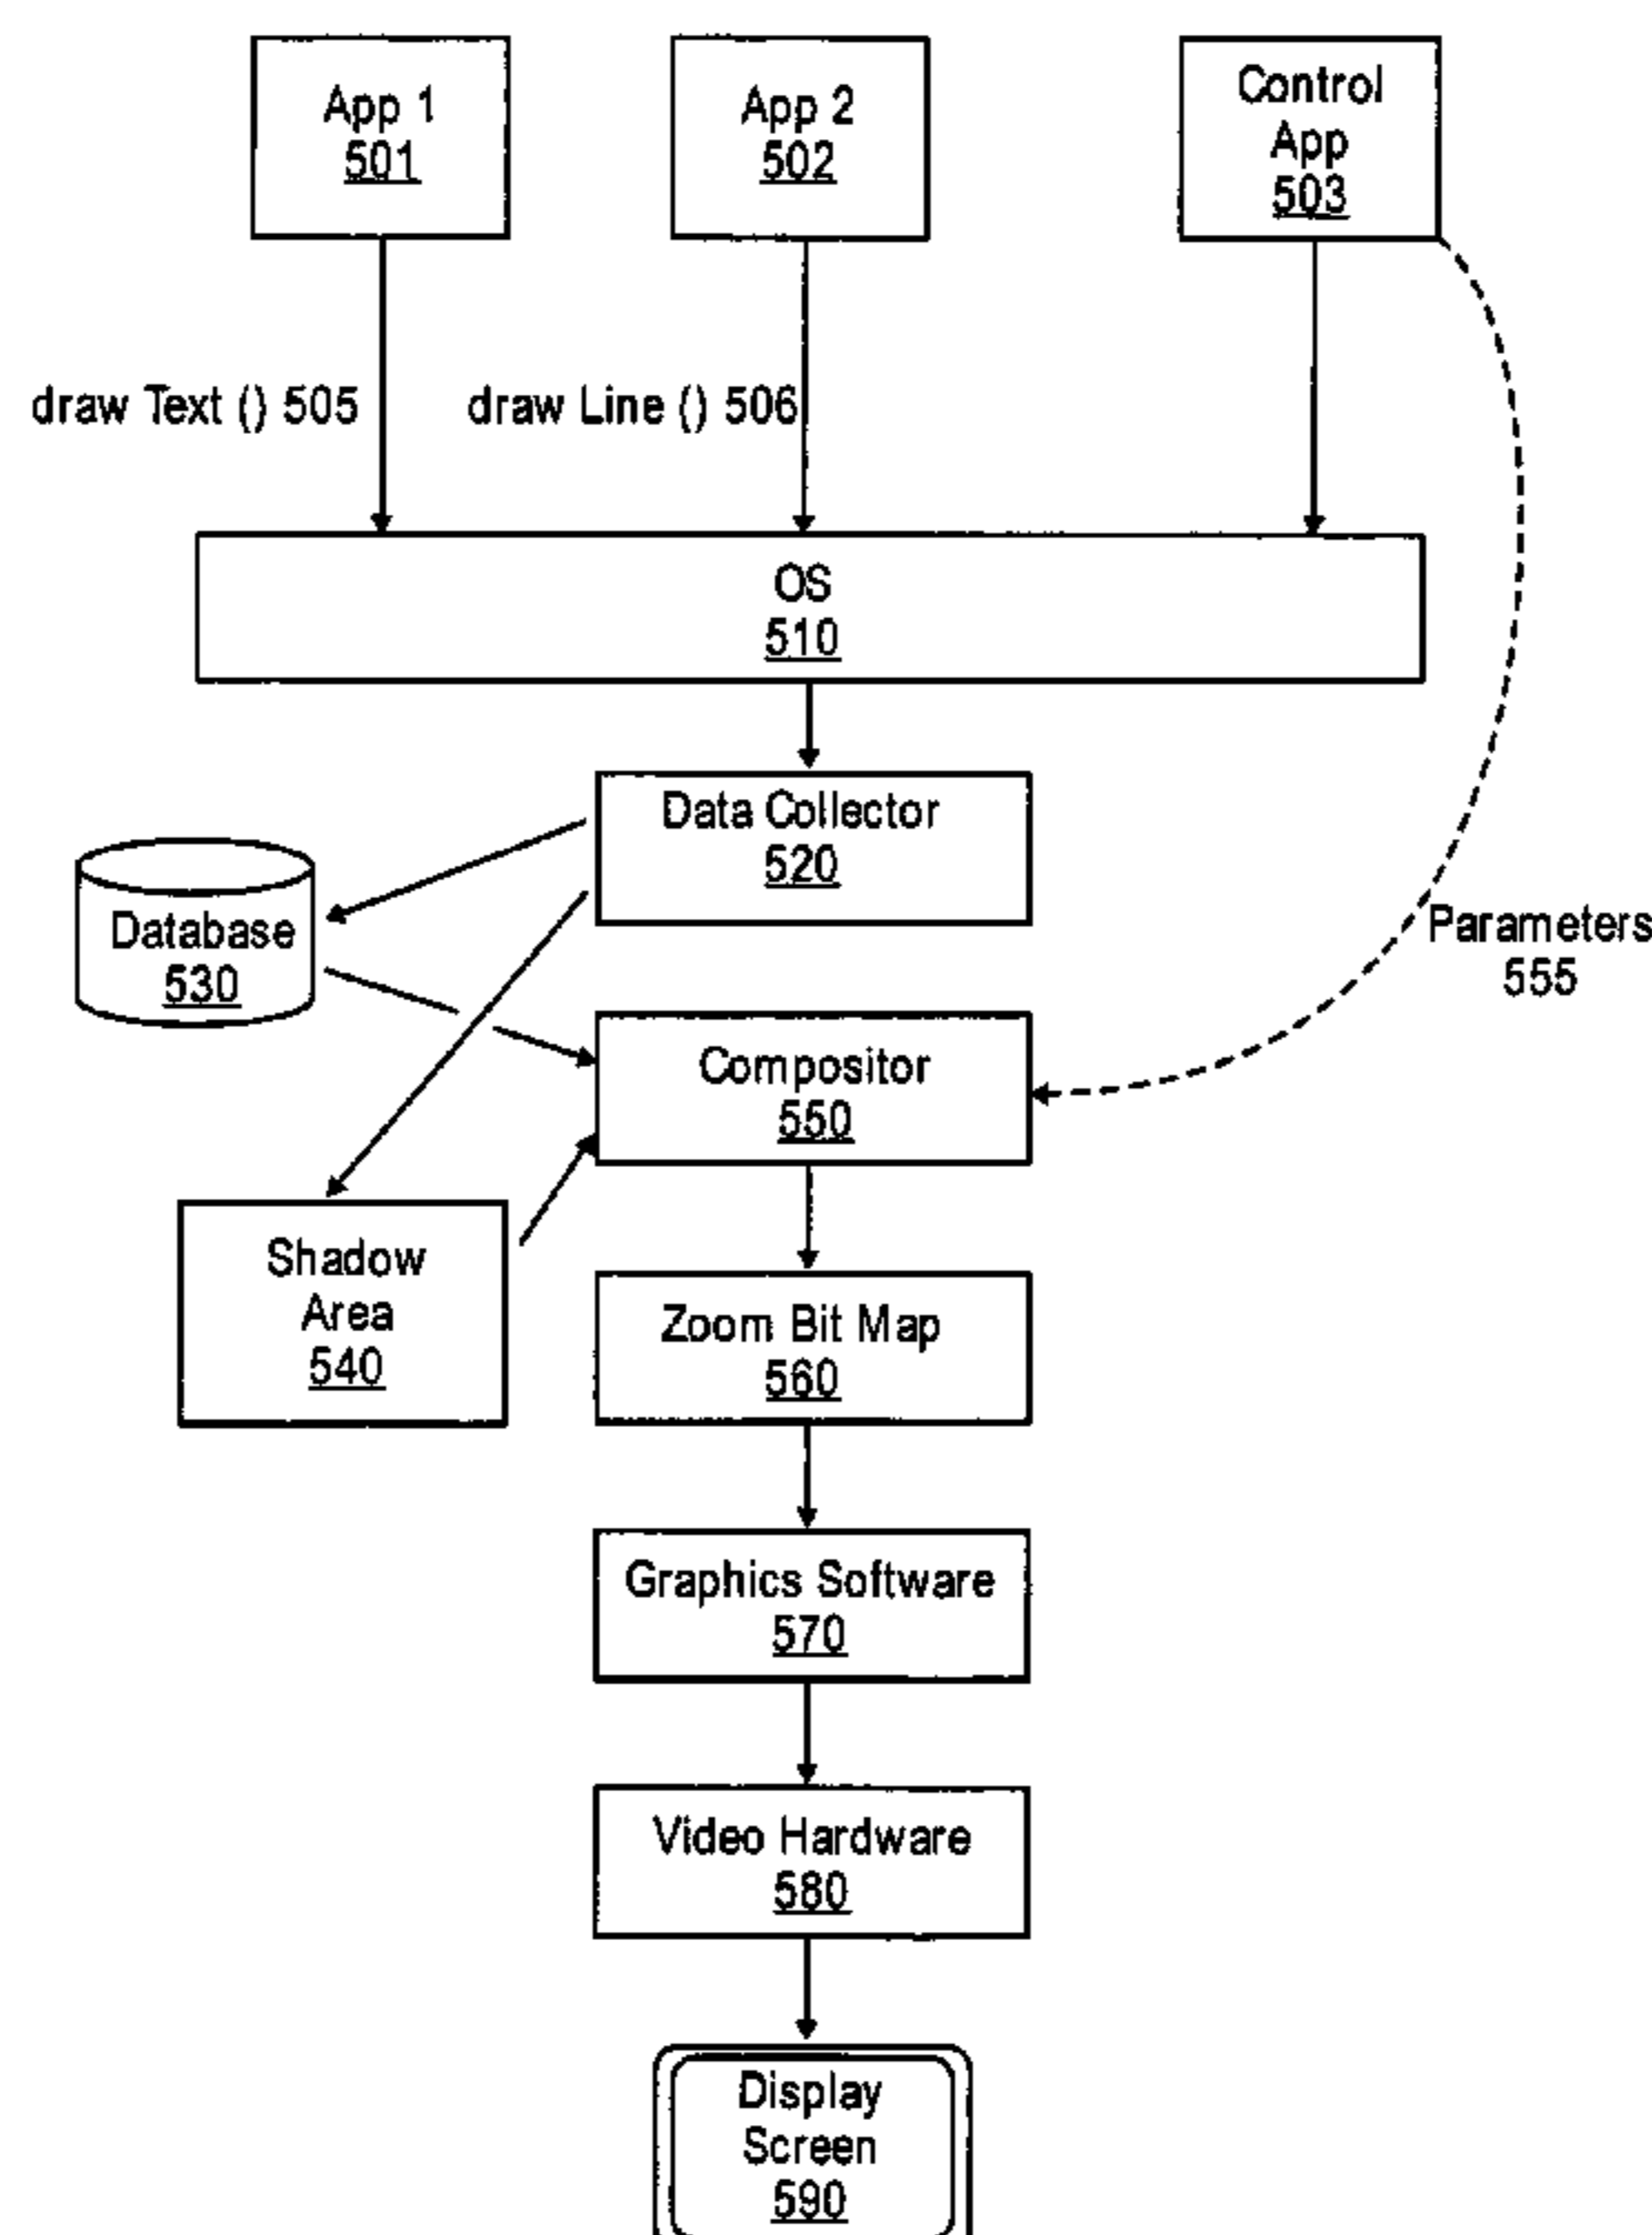 App 1
501
App 2
502
Control
App
503
draw Text () 505
draw Line () 506
OS
510
Data Collector
520
Database
530
Parameters
555
Compositor
550
Shadow
Area
540
Zoom Bit Map
560
Graphics Software
570
Video Hardware
580
Display
Screen
590